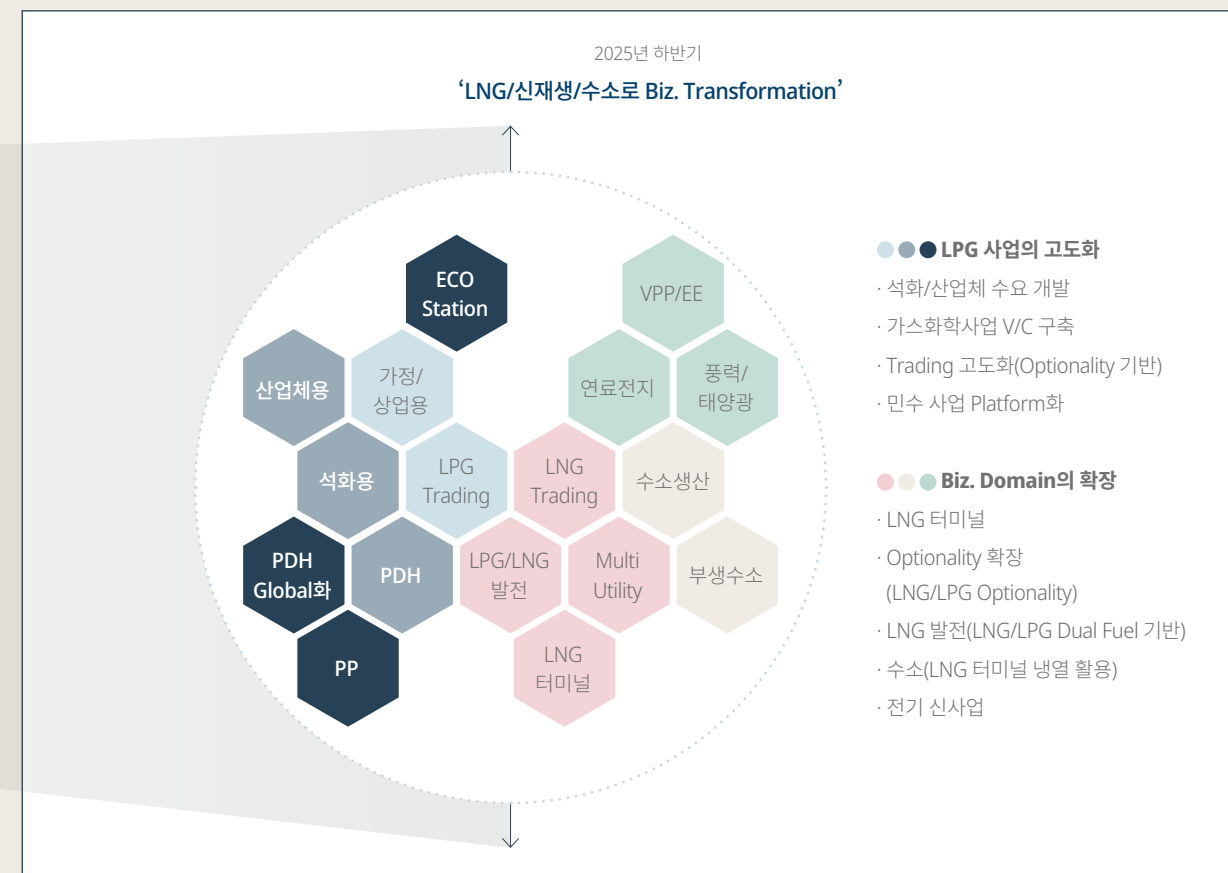 2025년 하반기
‘LNG/신재생/수소로 Biz. Transformation’
ECO
Station
VPP/EE
산업체용
가정/
상업용
연료전지
풍력/
태양광
석화용
LPG
Trading
LNG
Trading
수소생산
PDH
Global화
PDH
LPG/LNG
발전
Multi
Utility
부생수소
PP
LNG
터미널
LPG 사업의 고도화
· 석화/산업체 수요 개발
· 가스화학사업 V/C 구축
· Trading 고도화(Optionality 기반)
· 민수 사업 Platform화
Biz. Domain의 확장
· LNG 터미널
· Optionality 확장
(LNG/LPG Optionality)
· LNG 발전(LNG/LPG Dual Fuel 기반)
· 수소(LNG 터미널 냉열 활용)
· 전기 신사업